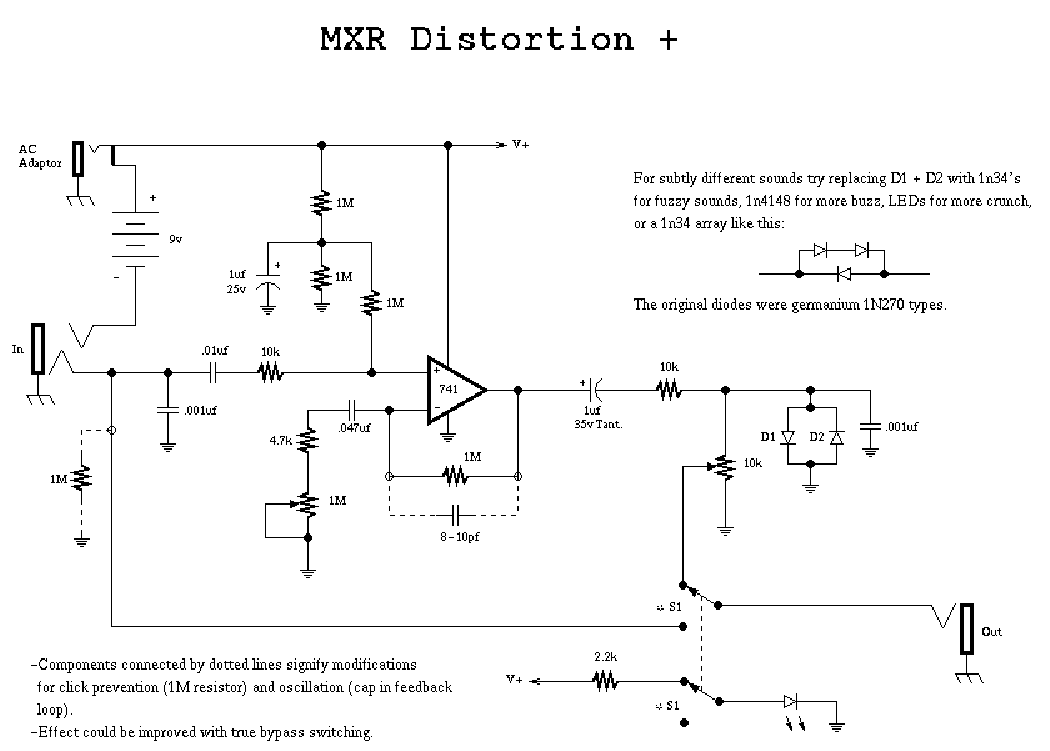 MXR Distortion +
AC
Adaptor
V+
+
9v
-
1M
1uf
25v
+
1M
1M
For subtly different sounds try replacing D1 + D2 with 1n34's
for fuzzy sounds, 1n4148 for more buzz, LEDs for more crunch,
or a 1n34 array like this:
The original diodes were germanium 1N270 types.
In
.01uf
10k
.001uf
+
741
-
4.7k
.047uf
1M
1M
1M
8-10pf
+
1uf
35v Tant.
10k
10k
D1
D2
.001uf
* S1
Out
V+
2.2k
* S1
-Components connected by dotted lines signify modifications
for click prevention (1M resistor) and oscillation (cap in feedback
loop).
-Effect could be improved with true bypass switching.